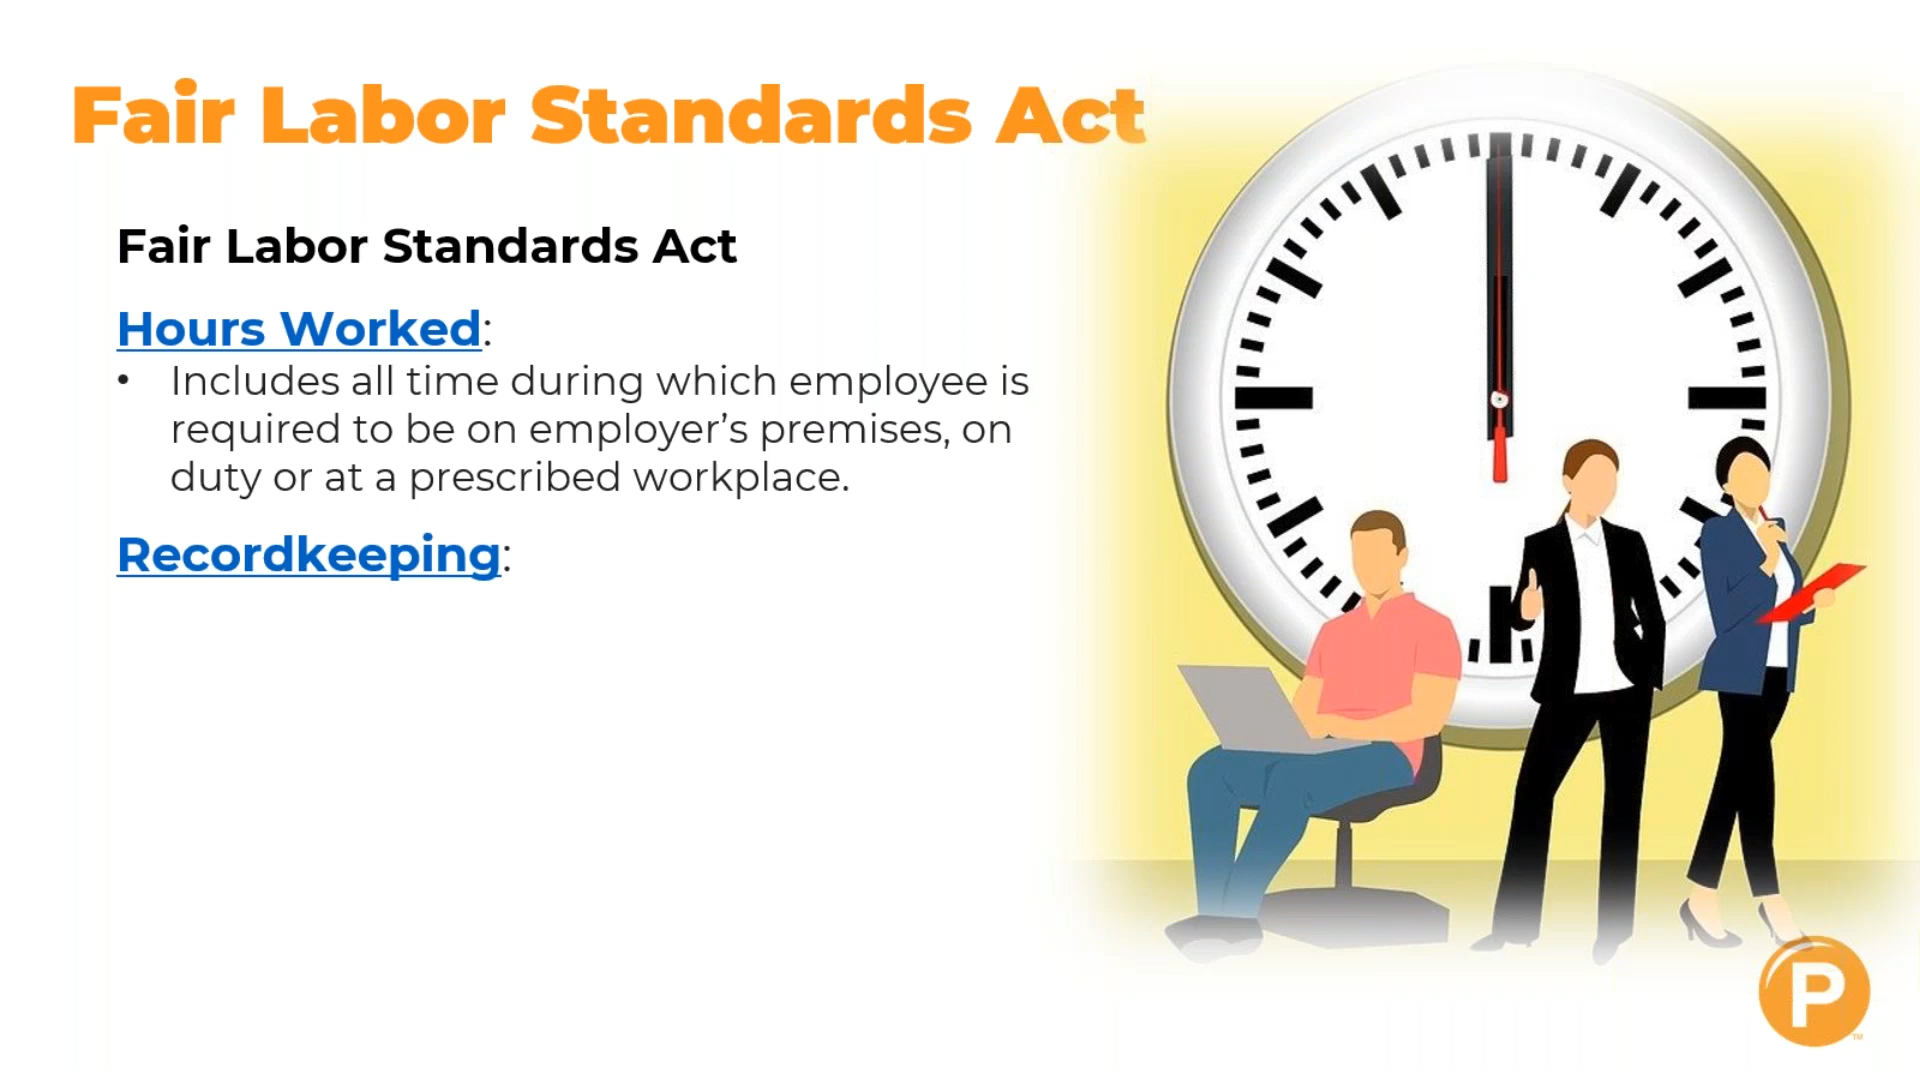 Fair Labor Standards Act
Fair Labor Standards Act
Hours Worked:
• Includes all time during which employee is
required to be on employer’s premises, on
duty or at a prescribed workplace.
Recordkeeping:
P
TM